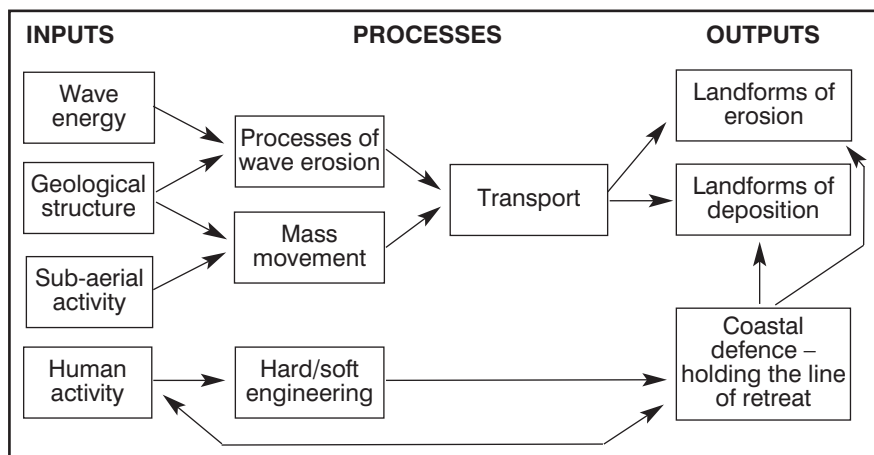 INPUTS
PROCESSES
OUTPUTS
Wave
energy
Geological
structure
Sub-aerial
activity
Human
activity
Processes of
wave erosion
Mass
movement
Hard/soft
engineering
Transport
Landforms of
erosion
Landforms of
deposition
Coastal
defence –
holding the line
of retreat